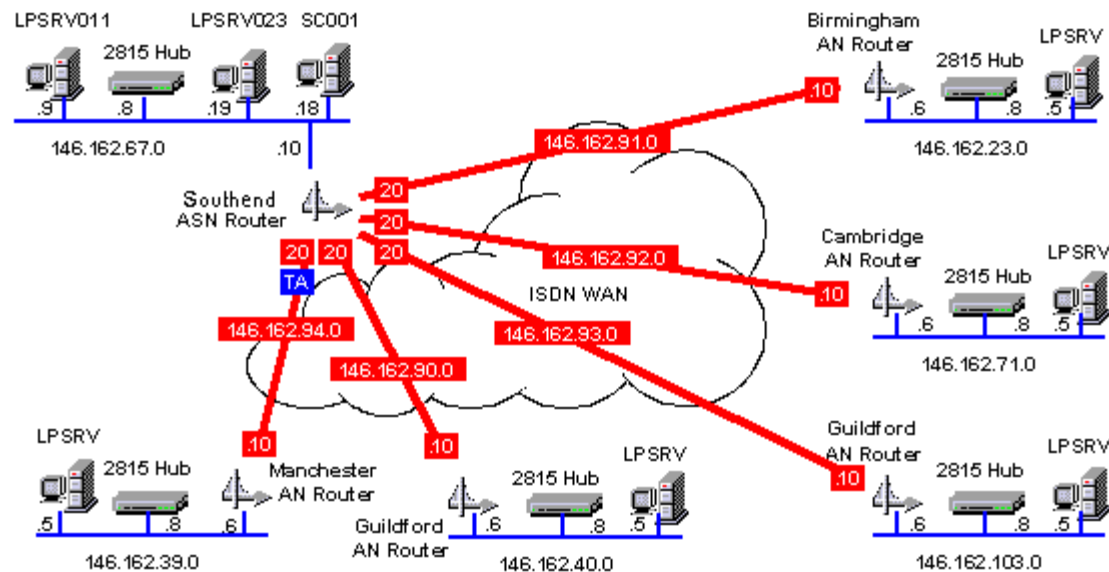 LPSRV011
LPSRV023
SC001
2815 Hub
.9
.8
.19
.18
146.162.67.0
.10
Southend
ASN Router
20
20
20
20
20
TA
146.162.91.0
146.162.92.0
ISDN WAN
146.162.93.0
146.162.94.0
146.162.90.0
.10
Birmingham
AN Router
2815 Hub
LPSRV
.6
.8
.5
146.162.23.0
.10
Cambridge
AN Router
2815 Hub
LPSRV
.6
.8
.5
146.162.71.0
.10
Guildford
AN Router
2815 Hub
LPSRV
.6
.8
.5
146.162.103.0
.10
LPSRV
2815 Hub
Manchester
AN Router
.5
.8
.6
146.162.39.0
.10
Guildford
AN Router
2815 Hub
LPSRV
.6
.8
.5
146.162.40.0